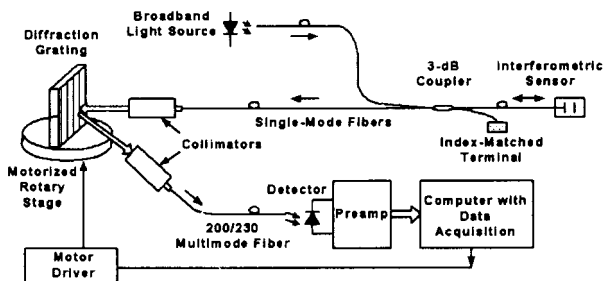 Broadband
Light Source
Diffraction
Grating
3-dB
Coupler
Interferometric
Sensor
Single-Mode Fibers
Collimators
Index-Matched
Terminal
Motorized
Rotary
Stage
Detector
Preamp
Computer with
Data
Acquisition
200/230
Multimode Fiber
Motor
Driver